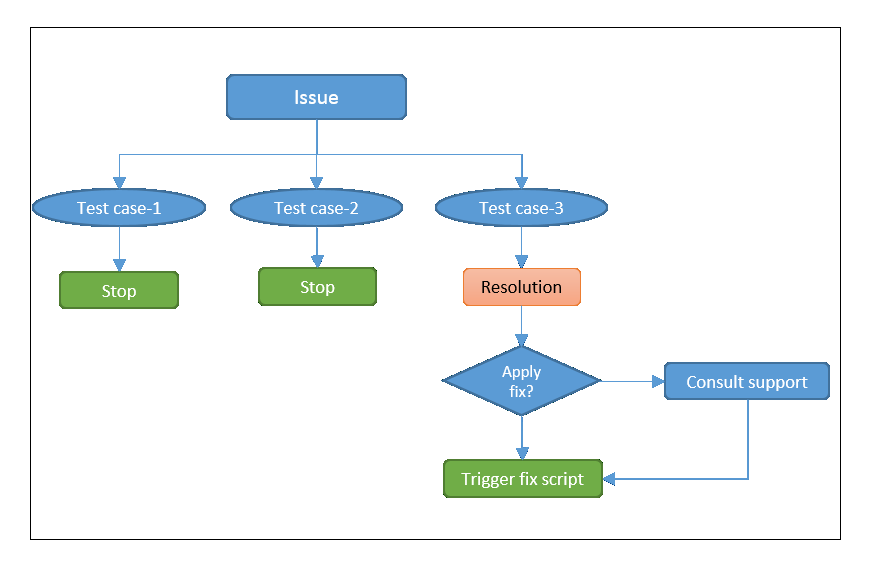 Issue
Test case-1
Test case-2
Test case-3
Stop
Stop
Resolution
Apply
fix?
Consult support
Trigger fix script